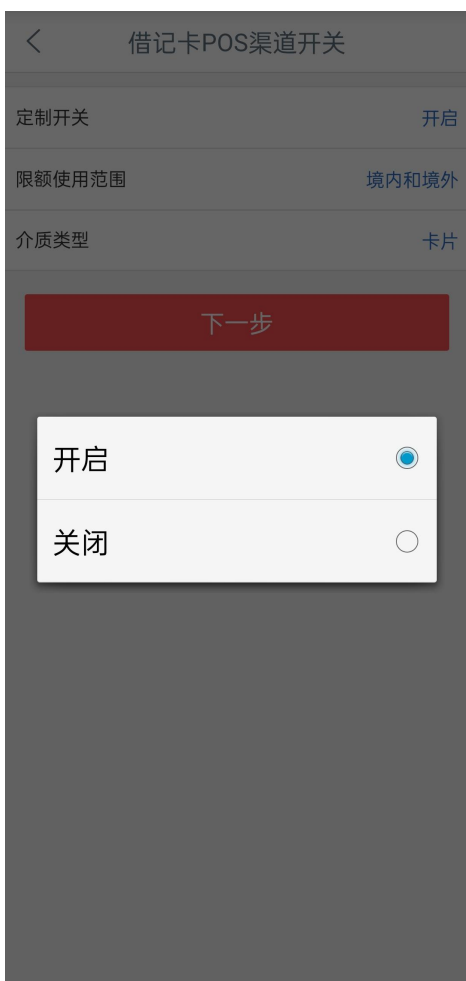 借记卡POS渠道开关
定制开关 开启
限额使用范围 境内和境外
介质类型 卡片
下一步
开启
关闭